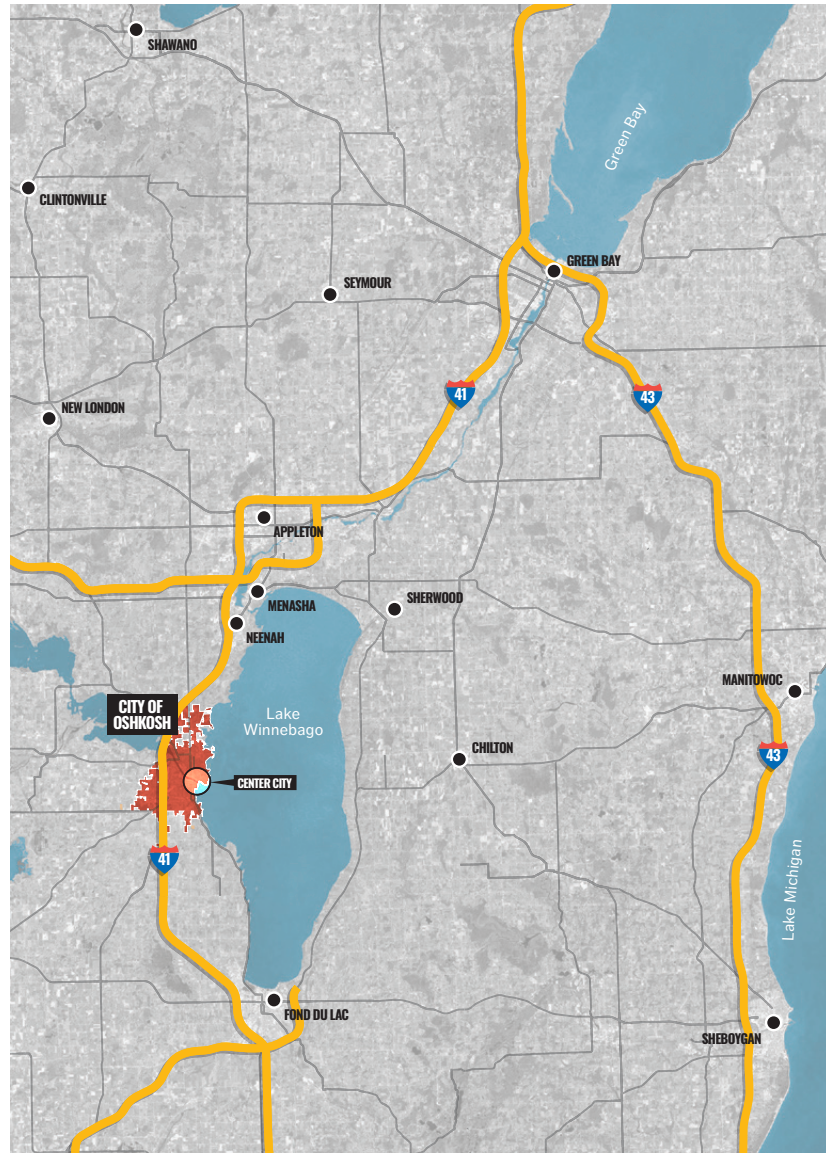 SHAWANO
Green Bay
CLINTONVILLE
GREEN BAY
SEYMOUR
41
43
NEW LONDON
APPLETON
MENASHA
SHERWOOD
NEENAH
MANITOWOC
CITY OF
OSHKOSH
Lake
Winnebago
CHILTON
43
CENTER CITY
41
Lake Michigan
FOND DU LAC
SHEBOYGAN